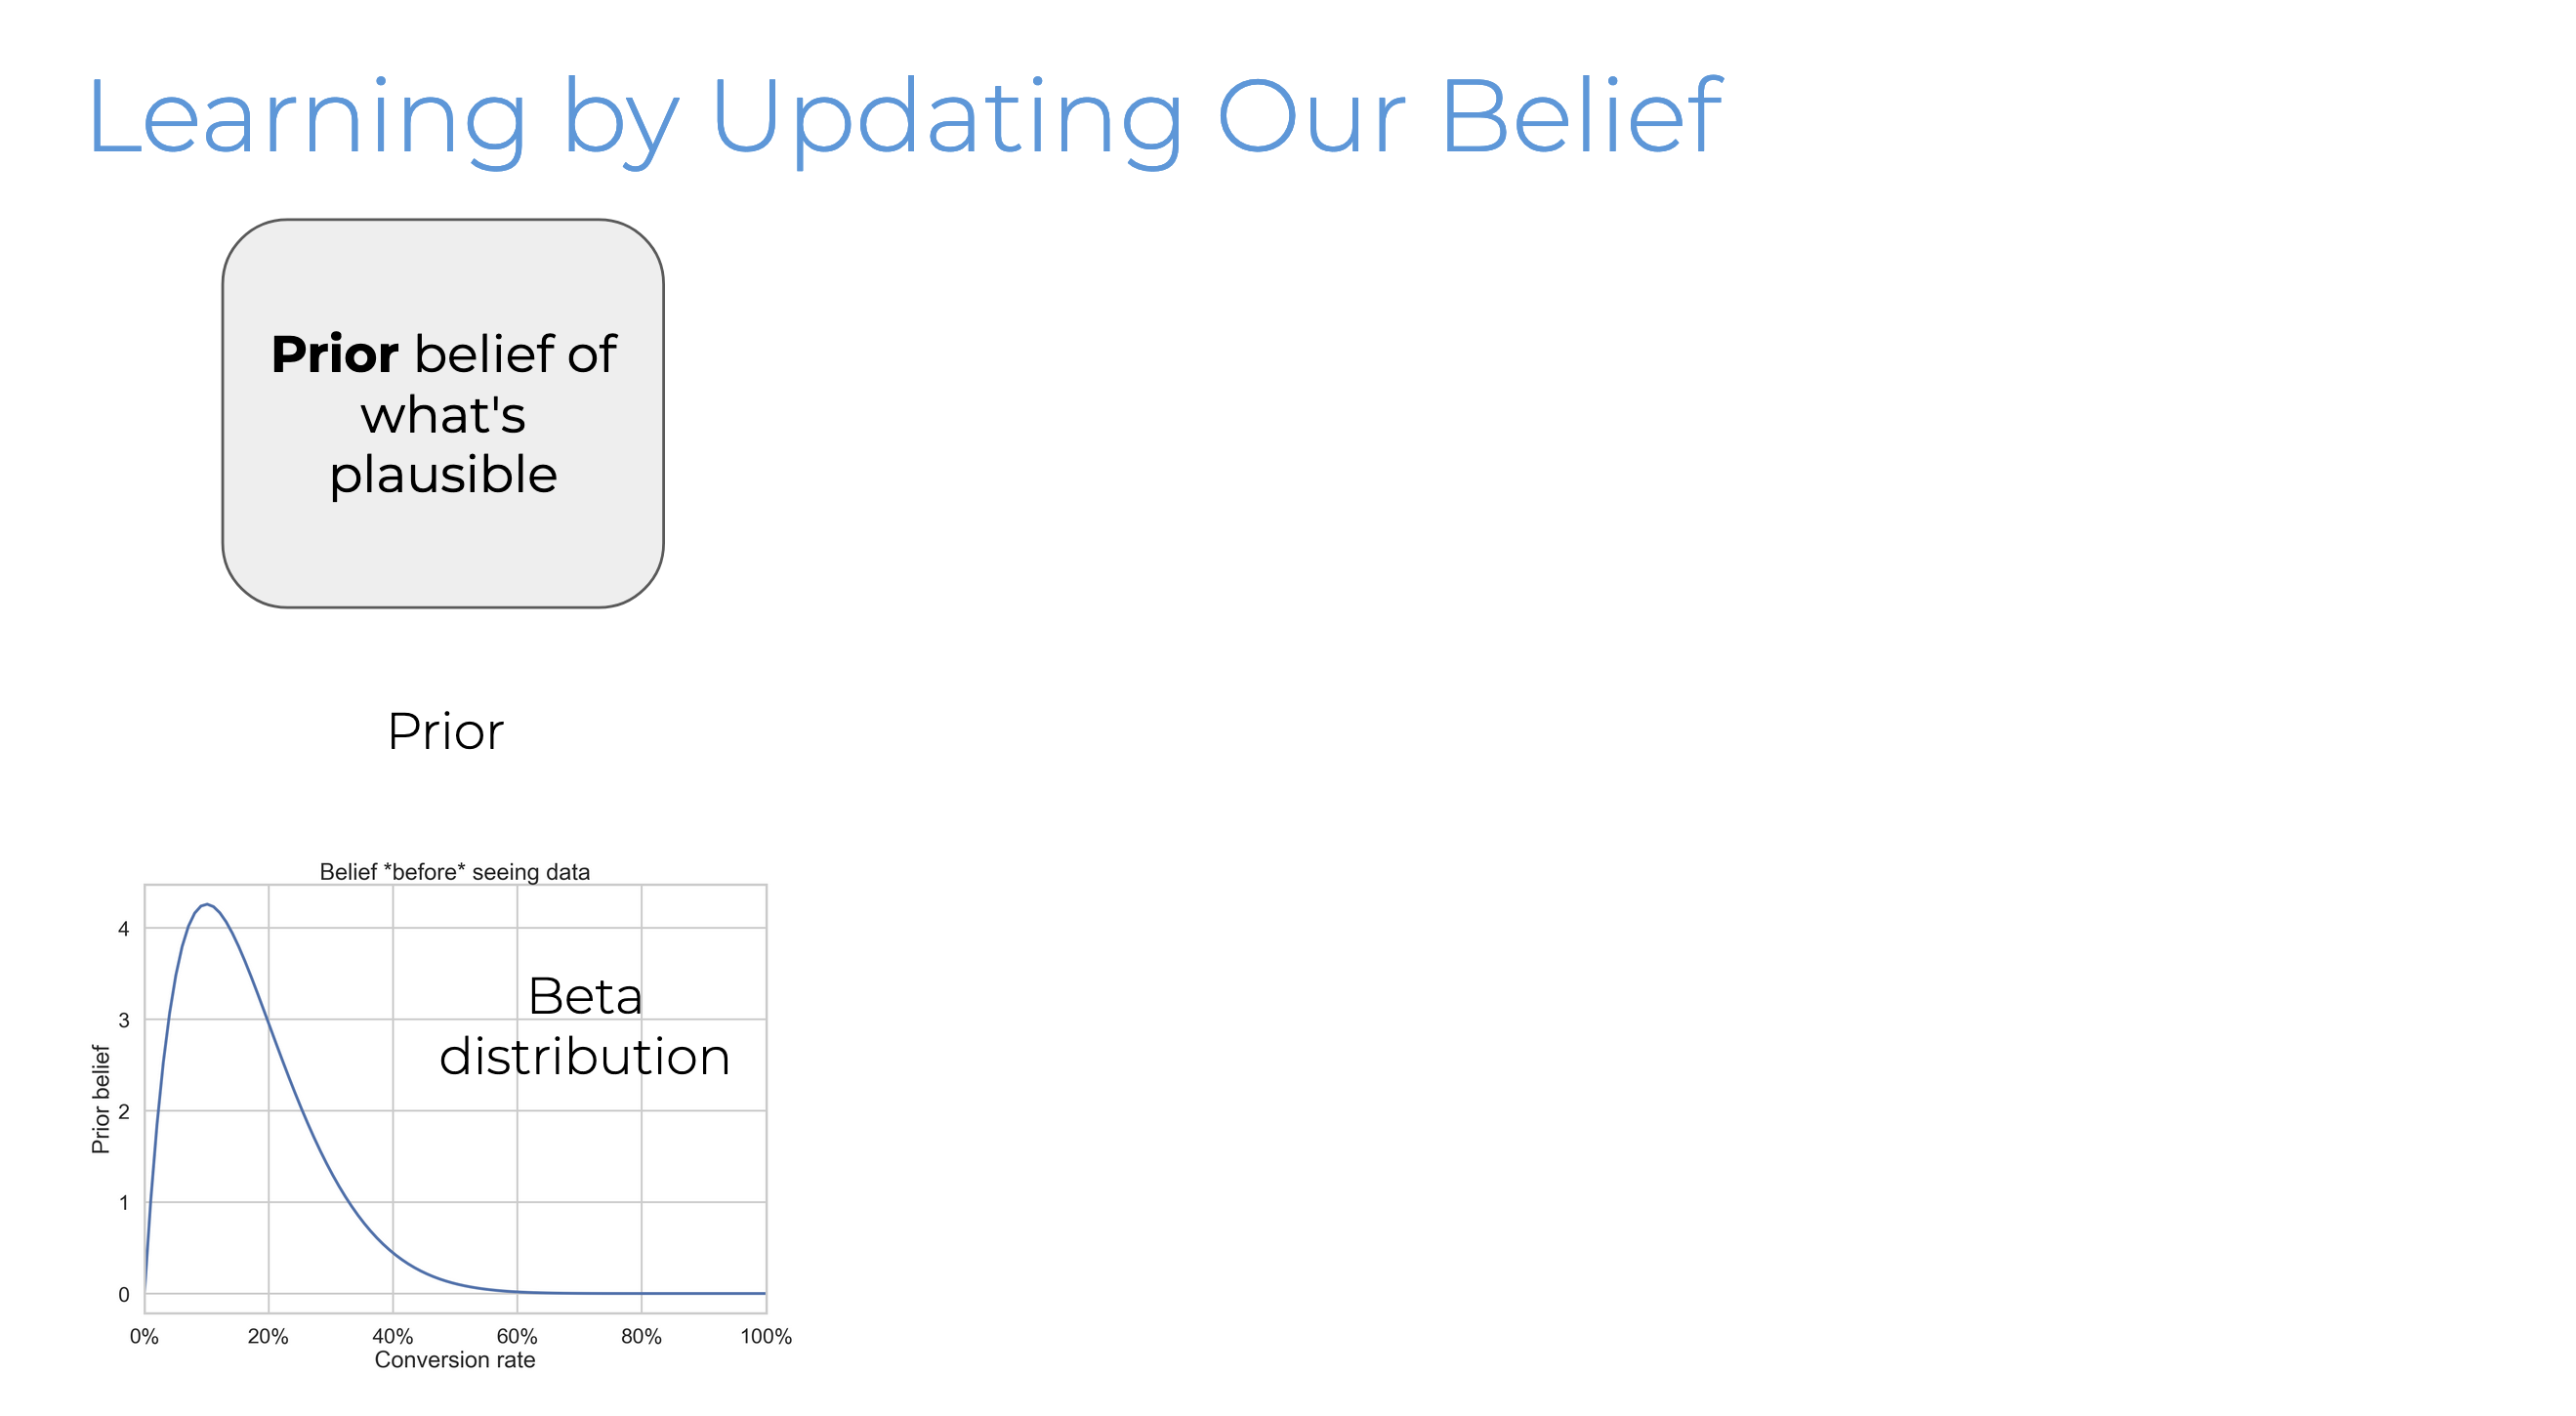 Learning by Updating Our Belief
Prior belief of
what's
plausible
Prior
Belief *before* seeing data
Beta
distribution
Prior belief
4
3
2
1
0
0% 20% 40% 60% 80% 100%
Conversion rate